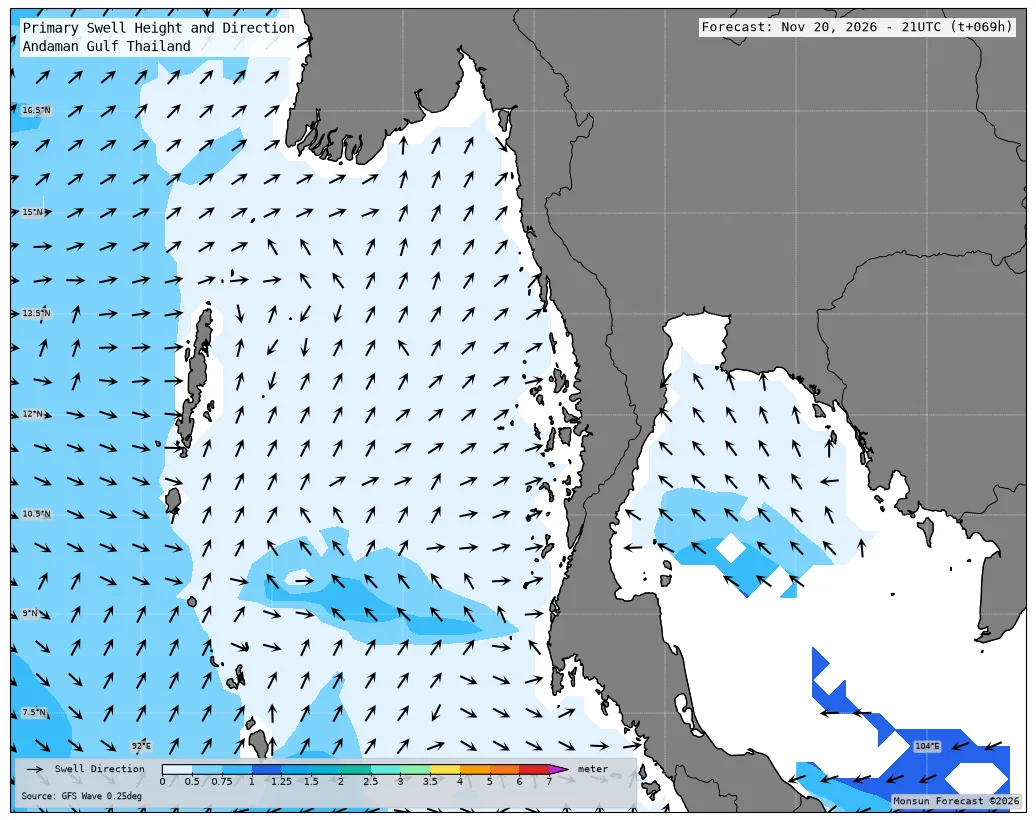 Primary Swell Height and Direction
Andaman Gulf Thailand
Forecast: Nov 20, 2026 - 21UTC (t+069h)
16.5°N
15°N
13.5°N
12°N
10.5°N
9°N
7.5°N
92°E
104°E
Swell Direction
meter
0 0.5 0.75 1 1.25 1.5 2 2.5 3 3.5 4 5 6
Source: GFS Wave 0.25deg
Monsun Forecast ©2026